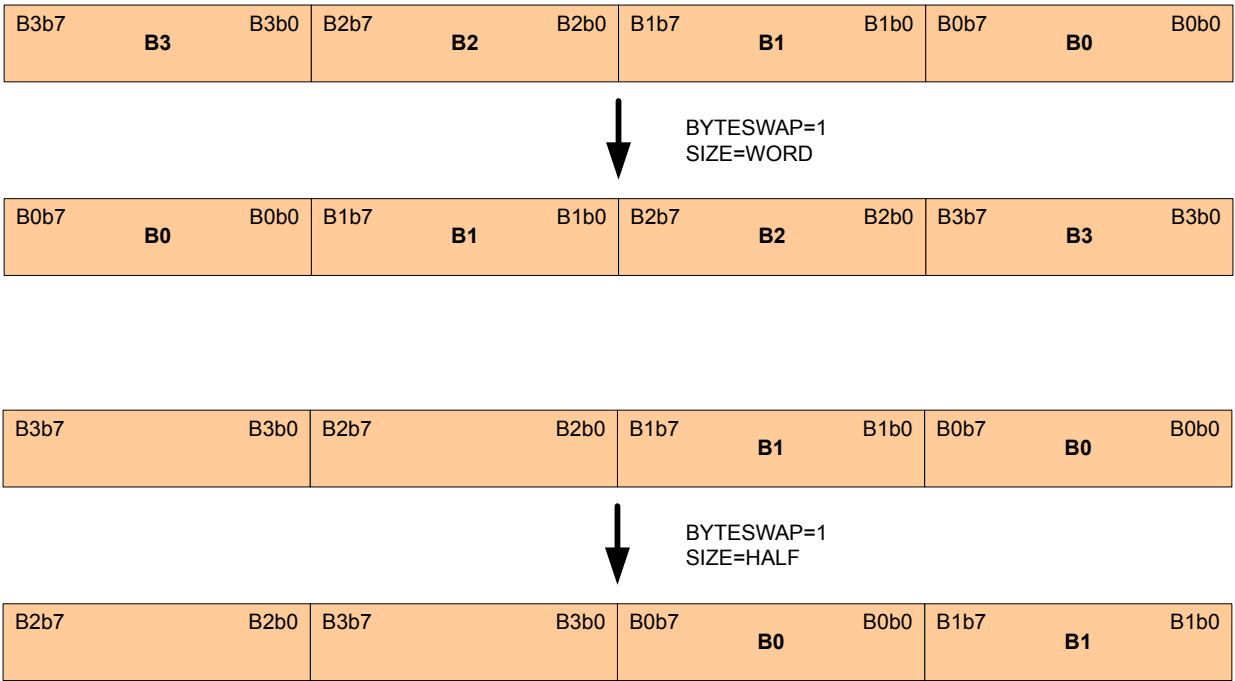 B3b7 B3b0 B2b7 B2b0 B1b7 B1b0 B0b7 B0b0
B3 B2 B1 B0
BYTESWAP=1
SIZE=WORD
B0b7 B0b0 B1b7 B1b0 B2b7 B2b0 B3b7 B3b0
B0 B1 B2 B3
B3b7 B3b0 B2b7 B2b0 B1b7 B1b0 B0b7 B0b0
B1 B0
BYTESWAP=1
SIZE=HALF
B2b7 B2b0 B3b7 B3b0 B0b7 B0b0 B1b7 B1b0
B0 B1